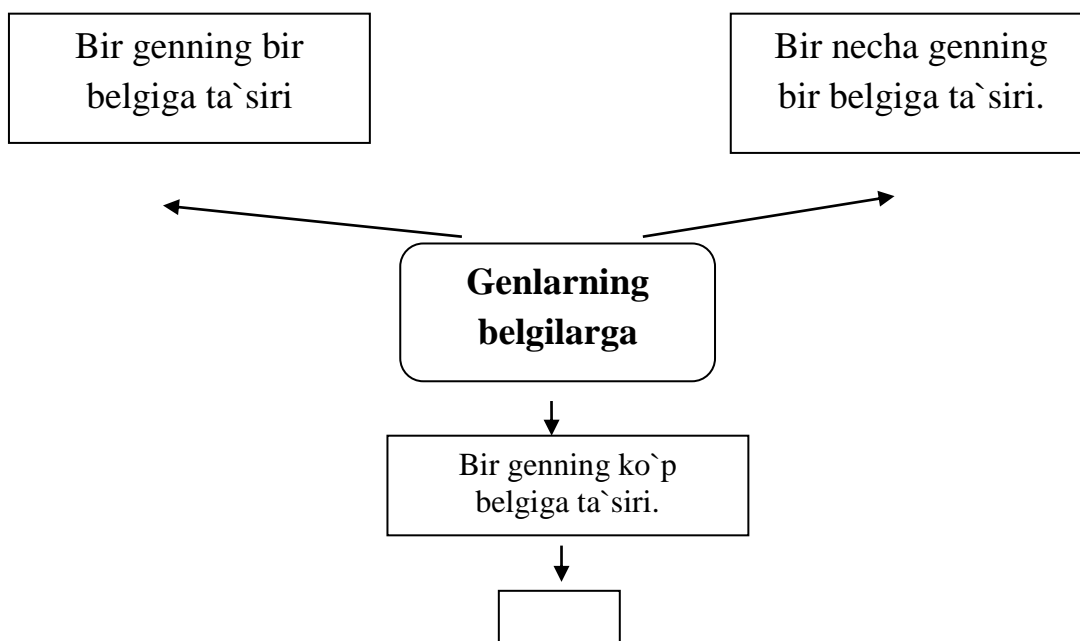 Bir genning bir
belgiga ta`siri
Bir necha genning
bir belgiga ta`siri.
Genlarning
belgilarga
Bir genning ko`p
belgiga ta`siri.